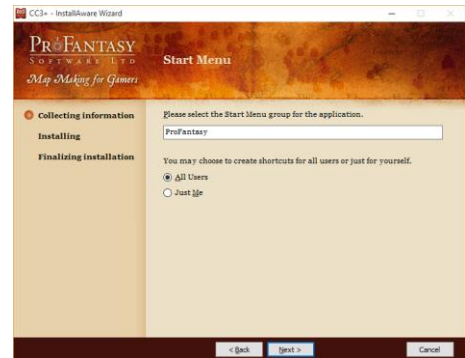 CC3+ - InstallAware Wizard
PROFANTASY
SOFTWARE LTD
Map Making for Gamers
Start Menu
Collecting information
Installing
Finalizing installation
Please select the Start Menu group for the application.
ProFantasy
You may choose to create shortcuts for all users or just for yourself.
All Users
Just Me
< Back
Next >
Cancel